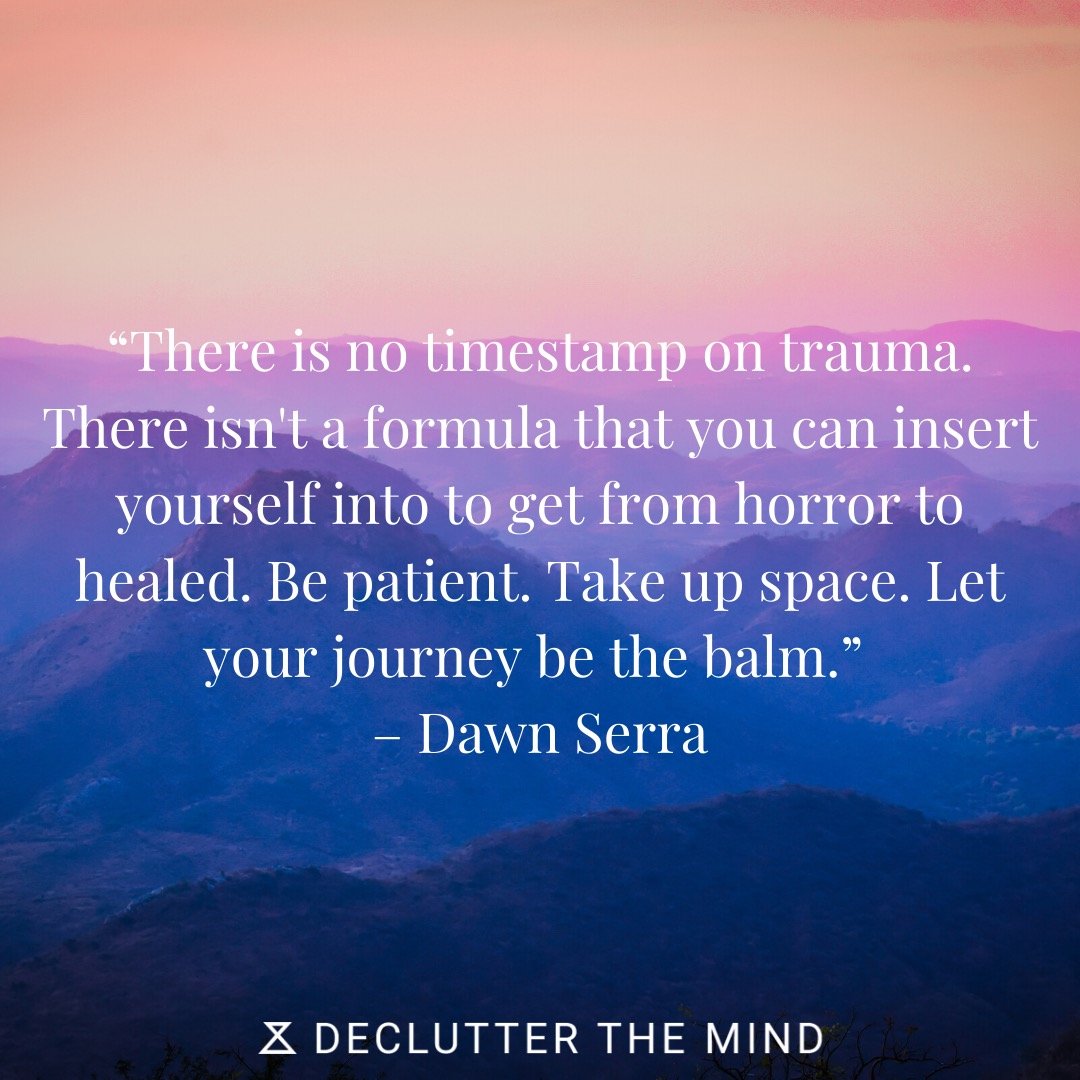 “There is no timestamp on trauma.
There isn't a formula that you can insert
yourself into to get from horror to
healed. Be patient. Take up space. Let
your journey be the balm.”
– Dawn Serra
DECLUTTER THE MIND